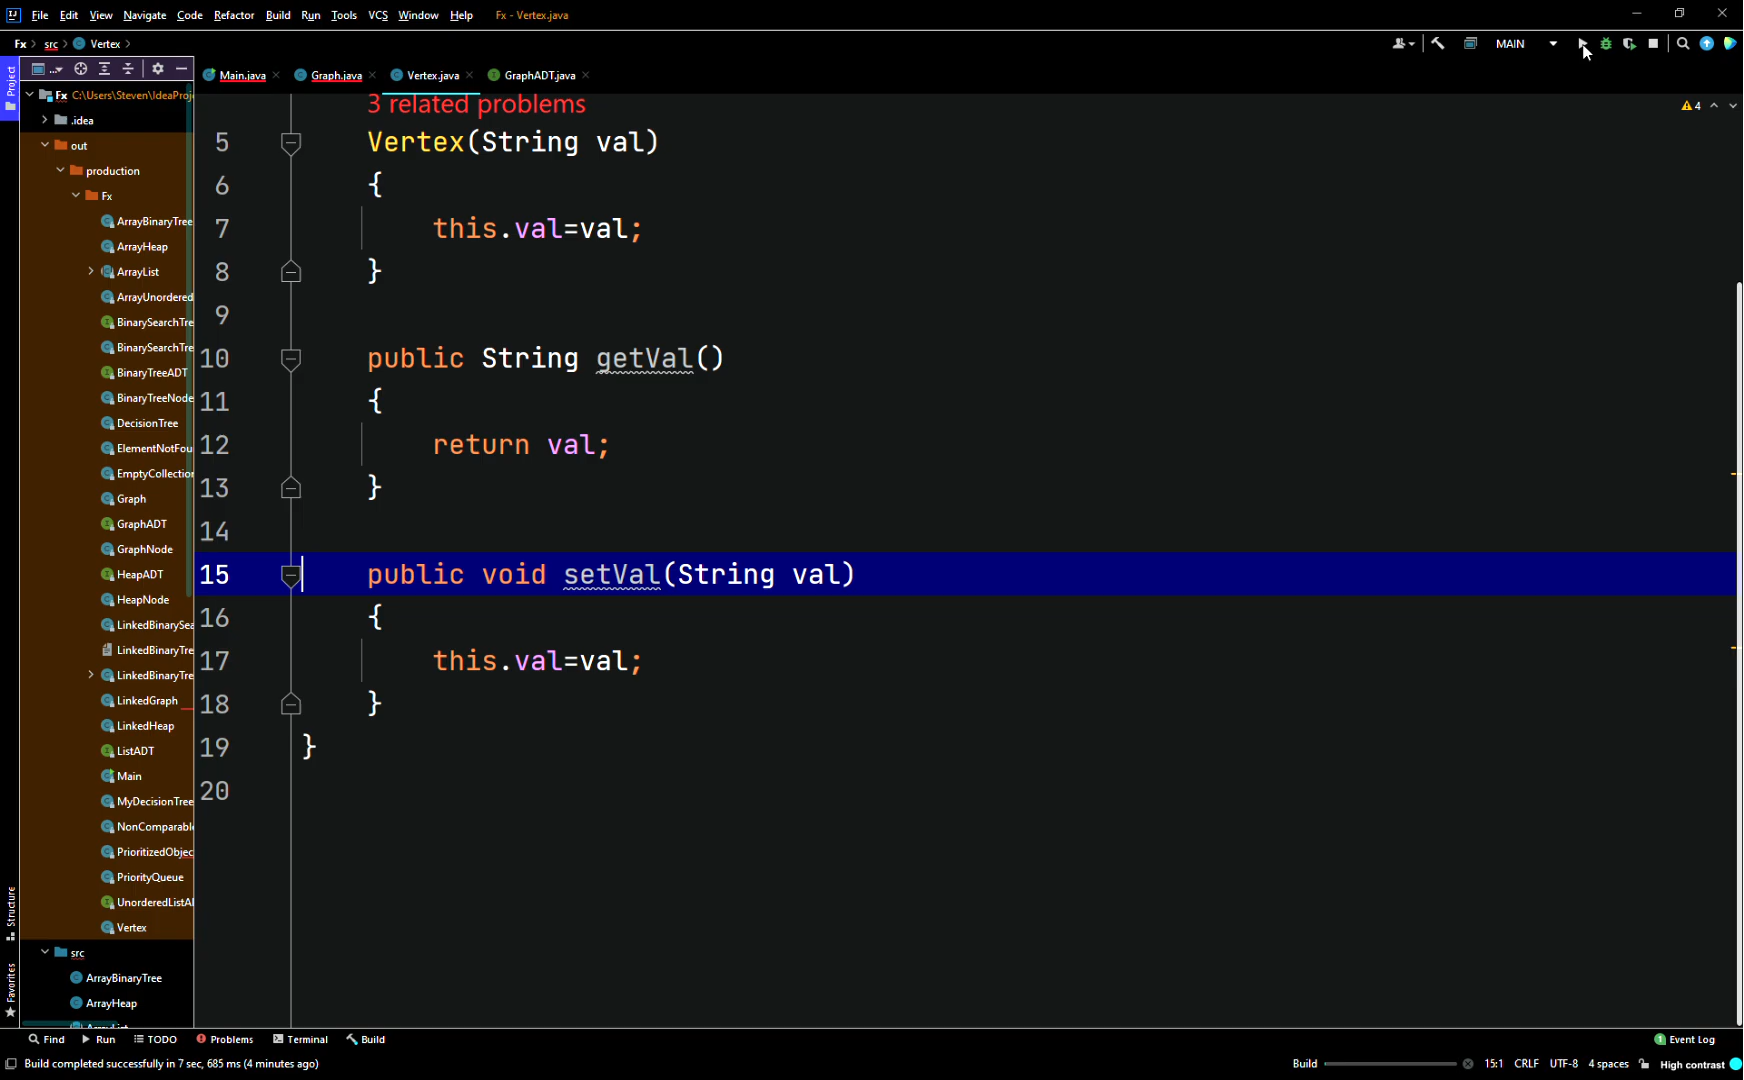 File Edit View Navigate Code Refactor Build Run Tools VCS Window Help Fx - Vertex.java
Fx src Vertex MAIN
Project ... Main.java Graph.java Vertex.java GraphADT.java
Fx C:\Users\Steven\IdeaProj
.idea
out
production
Fx
ArrayBinaryTree
ArrayHeap
ArrayList
ArrayUnordered
BinarySearchTre
BinarySearchTre
BinaryTreeADT
BinaryTreeNode
DecisionTree
ElementNotFou
EmptyCollection
Graph
GraphADT
GraphNode
HeapADT
HeapNode
LinkedBinarySea
LinkedBinaryTre
LinkedBinaryTre
LinkedGraph
LinkedHeap
ListADT
Main
MyDecisionTree
NonComparabl
PrioritizedObjec
PriorityQueue
UnorderedListA
Vertex
src
ArrayBinaryTree
ArrayHeap
ArrayList
Structure
Favorites
3 related problems
4
5 Vertex(String val)
6 {
7 this.val=val;
8 }
9
10 public String getVal()
11 {
12 return val;
13 }
14
15 public void setVal(String val)
16 {
17 this.val=val;
18 }
19 }
20
Find Run TODO Problems Terminal Build 1 Event Log
Build completed successfully in 7 sec, 685 ms (4 minutes ago) Build 15:1 CRLF UTF-8 4 spaces High contrast